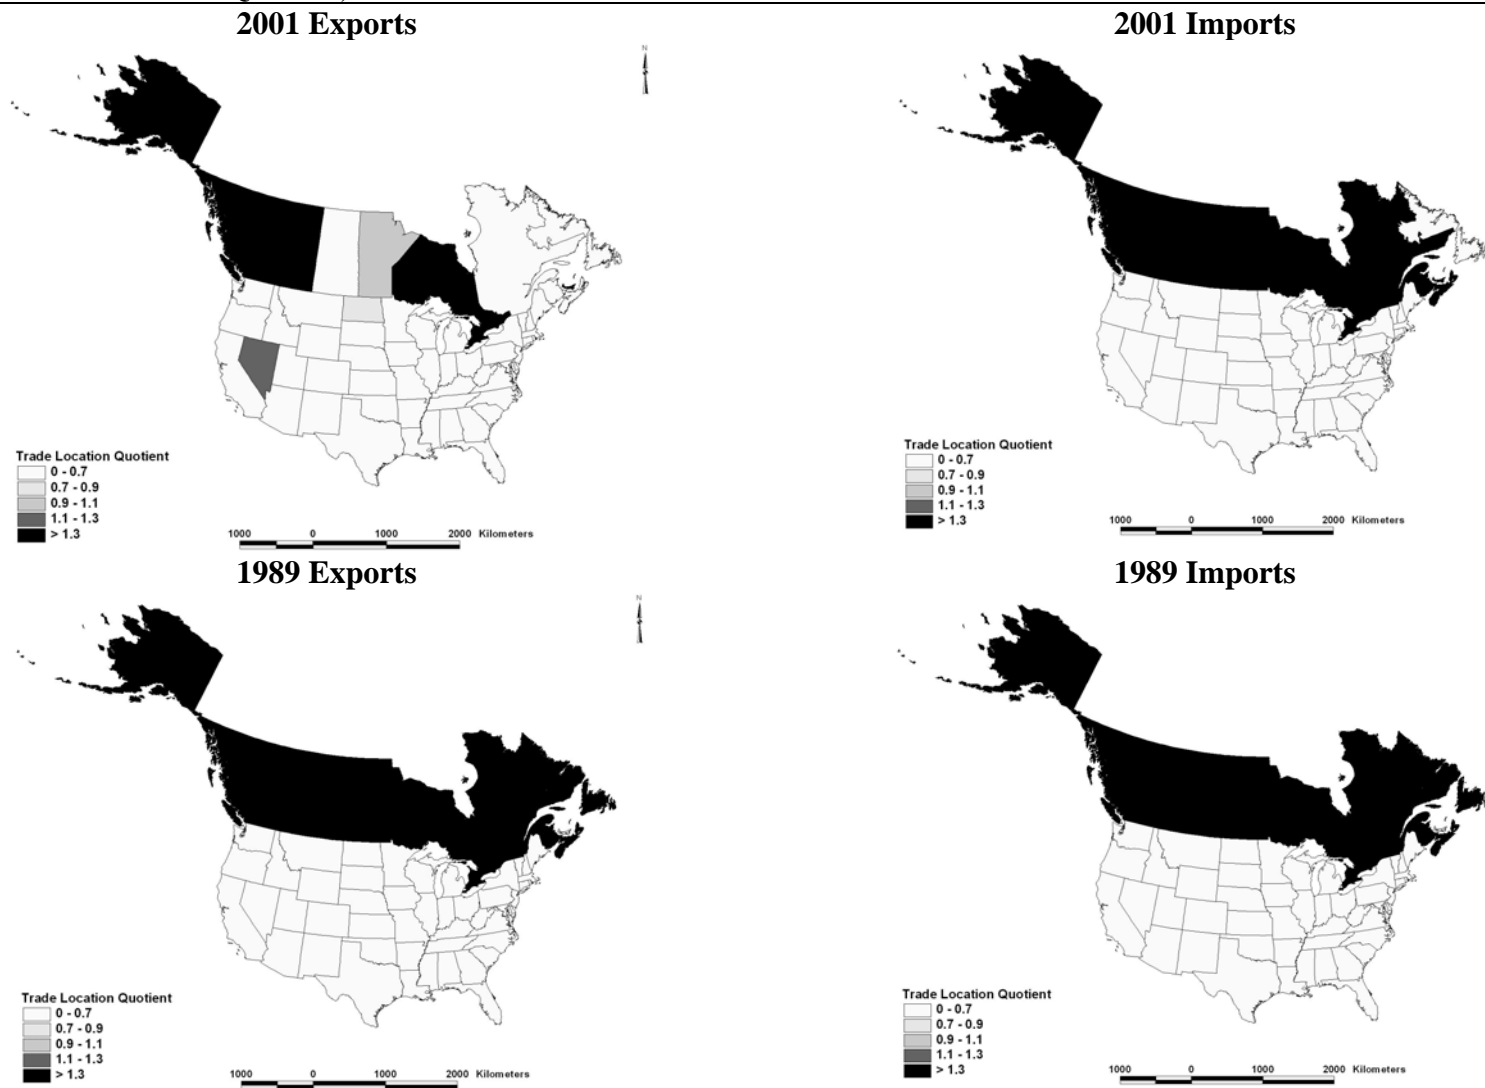 2001 Exports
2001 Imports
N
Trade Location Quotient
0 - 0.7
0.7 - 0.9
0.9 - 1.1
1.1 - 1.3
> 1.3
1000 0 1000 2000 Kilometers
Trade Location Quotient
0 - 0.7
0.7 - 0.9
0.9 - 1.1
1.1 - 1.3
> 1.3
1000 0 1000 2000 Kilometers
1989 Exports
1989 Imports
N
Trade Location Quotient
0 - 0.7
0.7 - 0.9
0.9 - 1.1
1.1 - 1.3
> 1.3
1000 0 1000 2000 Kilometers
Trade Location Quotient
0 - 0.7
0.7 - 0.9
0.9 - 1.1
1.1 - 1.3
> 1.3
1000 0 1000 2000 Kilometers